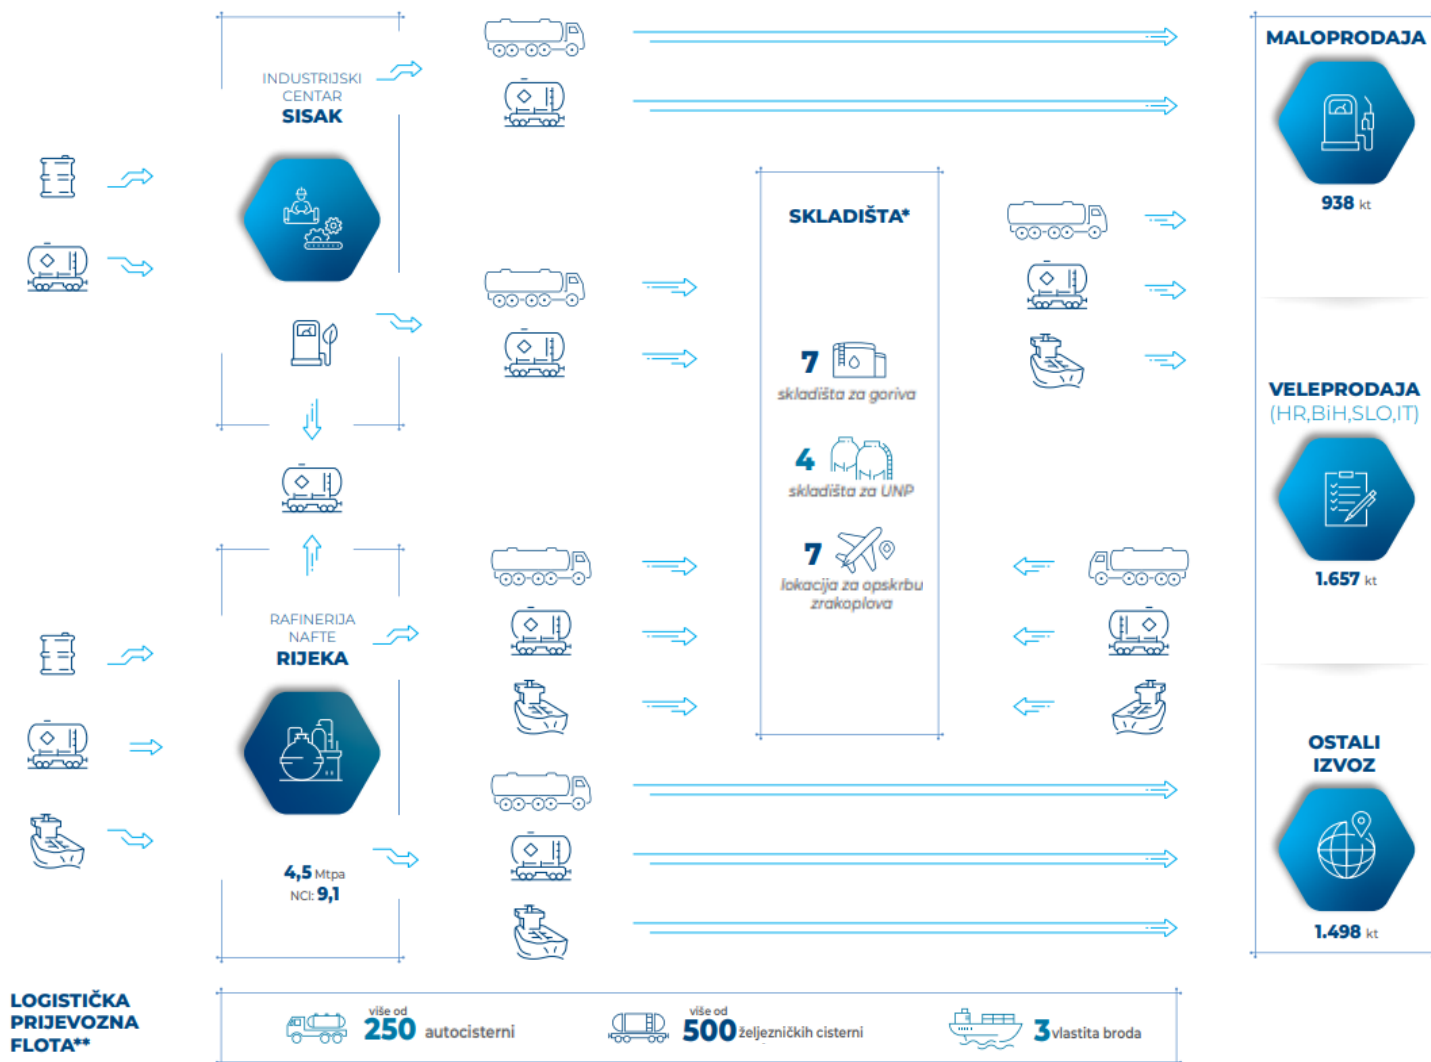 INDUSTRIJSKI
CENTAR
SISAK
SKLADIŠTA*
7
skladišta za goriva
4
skladišta za UNP
7
lokacija za opskrbu
zrakoplova
RAFINERIJA
NAFTE
RIJEKA
4,5 Mtpa
NCI: 9,1
MALOPRODAJA
938 kt
VELEPRODAJA
(HR,BiH,SLO,IT)
1.657 kt
OSTALI
IZVOZ
1.498 kt
LOGISTIČKA
PRIJEVOZNA
FLOTA**
više od
250 autocisterni
više od
500 željezničkih cisterni
3 vlastita broda